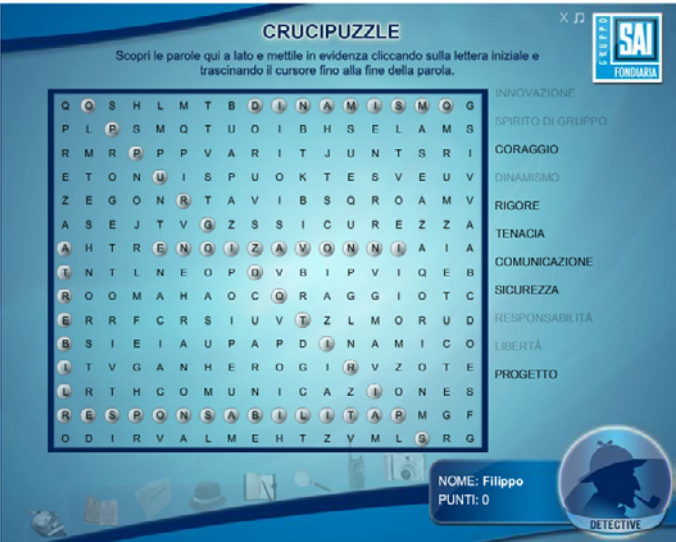 X
CRUCIPUZZLE
Scopri le parole qui a lato e mettile in evidenza cliccando sulla lettera iniziale e
trascinando il cursore fino alla fine della parola.
GRUPPO
SAI
FONDIARIA
Q O S H L M T B D I N A M I S M O G
P L P S M Q T U O I B H S E L A M S
R M R P P P V A R I T J U N T S R I
E T O N U I S P U O K T E S V E U V
Z E G O N R T A V I B S Q R O A M V
A S E J T V G Z S S I C U R E Z Z A
A H T R E N O I Z A V O N N I A I A
T N T L N E O P D V B I P V I Q E B
R O O M A H A O C O R A G G I O T C
E R R F C R S I U V T Z L M O R U D
B S I E I A U P A P D I N A M I C O
I T V G A N H E R O G I R V Z O T E
L R T H C O M U N I C A Z I O N E S
R E S P O N S A B I L I T A P M G F
O D I R V A L M E H T Z V M L S R G
INNOVAZIONE
SPIRITO DI GRUPPO
CORAGGIO
DINAMISMO
RIGORE
TENACIA
COMUNICAZIONE
SICUREZZA
RESPONSABILITÀ
LIBERTÀ
PROGETTO
NOME: Filippo
PUNTI: 0
DETECTIVE